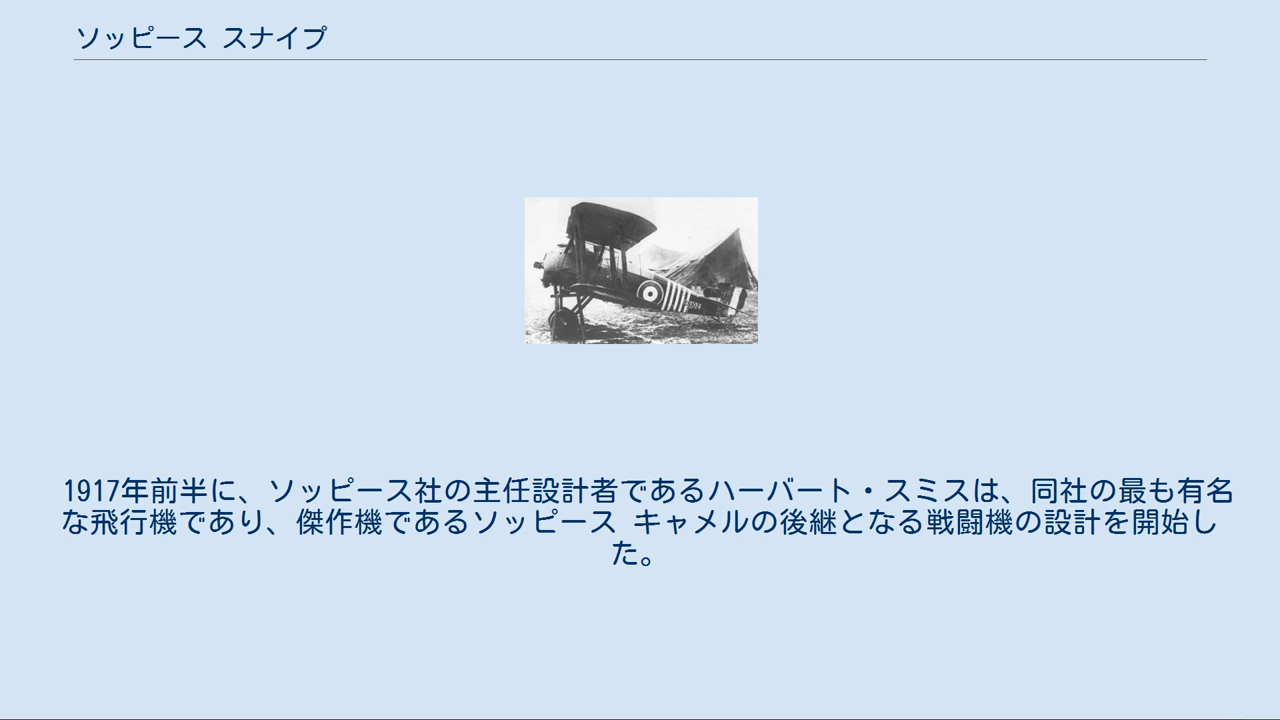 ソッピース スナイプ
1917年前半に、ソッピース社の主任設計者であるハーバート・スミスは、同社の最も有名
な飛行機であり、傑作機であるソッピース キャメルの後継となる戦闘機の設計を開始し
た。